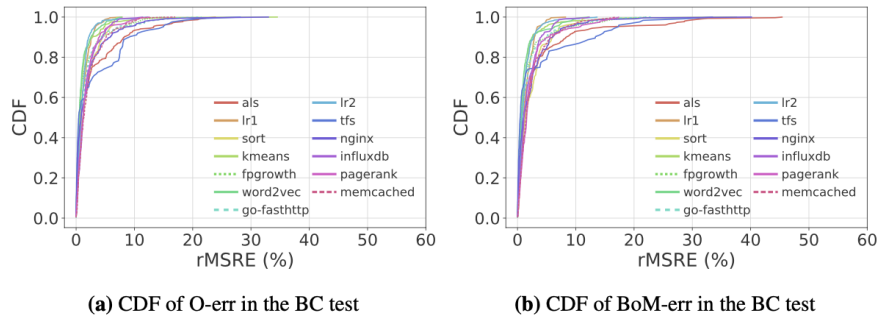 1.0
0.8
0.6
0.4
0.2
0.0
CDF
0 10 20 30 40 50 60
rMSRE (%)
als
lr1
sort
kmeans
fpgrowth
word2vec
go-fasthttp
lr2
tfs
nginx
influxdb
pagerank
memcached
(a) CDF of O-err in the BC test
1.0
0.8
0.6
0.4
0.2
0.0
CDF
0 10 20 30 40 50 60
rMSRE (%)
als
lr1
sort
kmeans
fpgrowth
word2vec
go-fasthttp
lr2
tfs
nginx
influxdb
pagerank
memcached
(b) CDF of BoM-err in the BC test